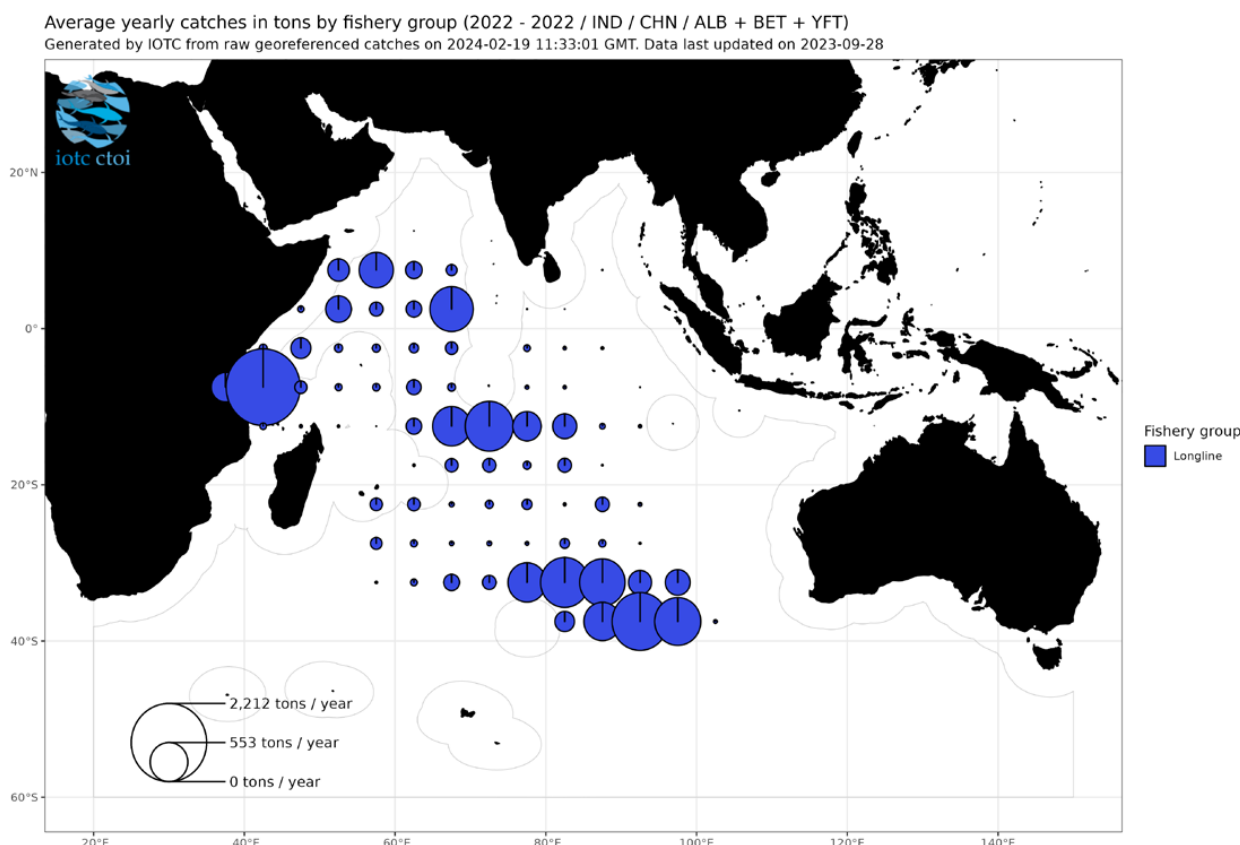 Average yearly catches in tons by fishery group (2022 - 2022 / IND / CHN / ALB + BET + YFT)
Generated by IOTC from raw georeferenced catches on 2024-02-19 11:33:01 GMT. Data last updated on 2023-09-28
iotc ctoi
20°N
0°
20°S
40°S
60°S
Fishery group
Longline
2,212 tons / year
553 tons / year
0 tons / year
20°E 40°E 60°E 80°E 100°E 120°E 140°E